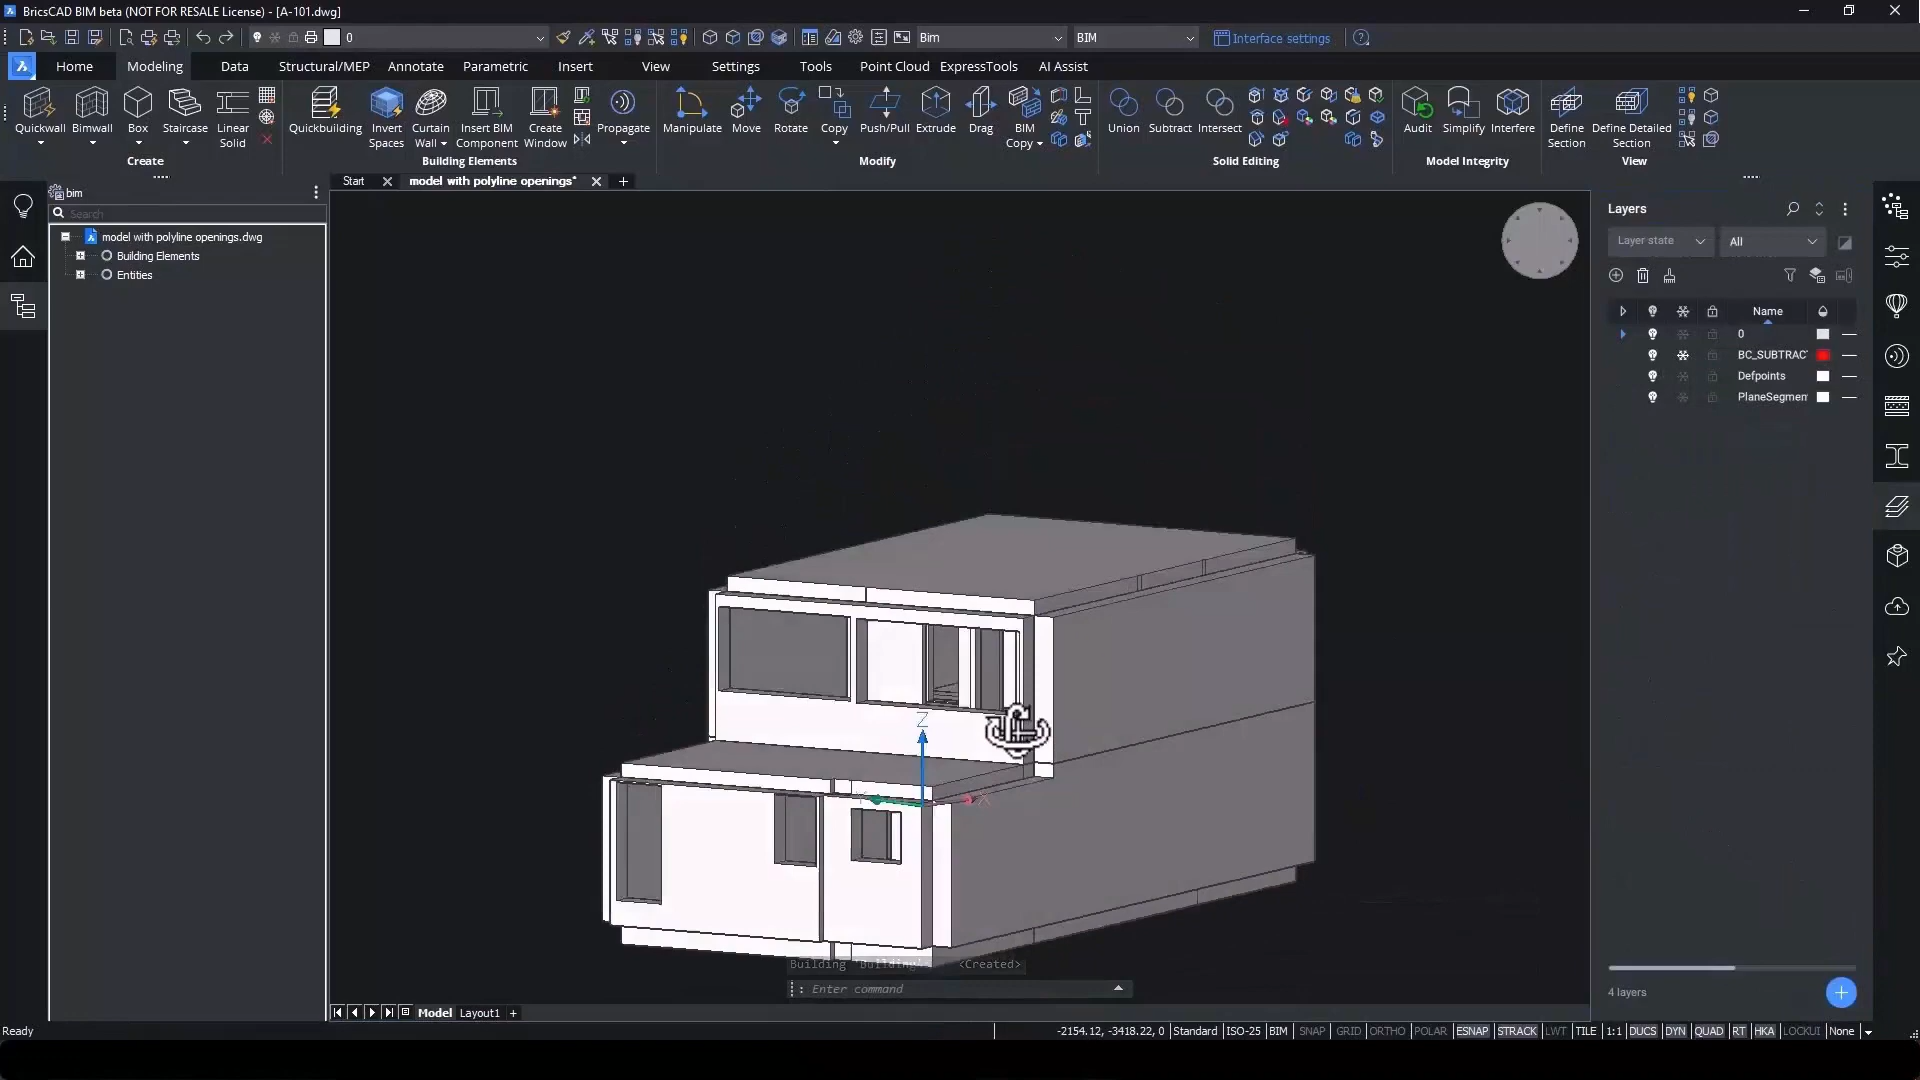 BricsCAD BIM beta (NOT FOR RESALE License) - [A-101.dwg]
0
Bim
BIM
Interface settings
Home
Modeling
Data
Structural/MEP
Annotate
Parametric
Insert
View
Settings
Tools
Point Cloud
ExpressTools
AI Assist
Quickwall
Bimwall
Box
Staircase
Linear Solid
Quickbuilding
Invert Spaces
Curtain Wall
Insert BIM Component
Create Window
Propagate
Manipulate
Move
Rotate
Copy
Push/Pull
Extrude
Drag
BIM Copy
Union
Subtract
Intersect
Audit
Simplify
Interfere
Define Section
Define Detailed Section
Create
Building Elements
Modify
Solid Editing
Model Integrity
View
Start
model with polyline openings*
bim
Search
model with polyline openings.dwg
Building Elements
Entities
Layers
Layer state
All
Name
0
BC_SUBTRAC
Defpoints
PlaneSegmen
Z
Y
X
Building 'Building'
<Created>
: Enter command
4 layers
Model
Layout1
Ready
-2154.12, -3418.22, 0
Standard
ISO-25
BIM
SNAP
GRID
ORTHO
POLAR
ESNAP
STRACK
LWT
TILE
1:1
DUCS
DYN
QUAD
RT
HKA
LOCKUI
None